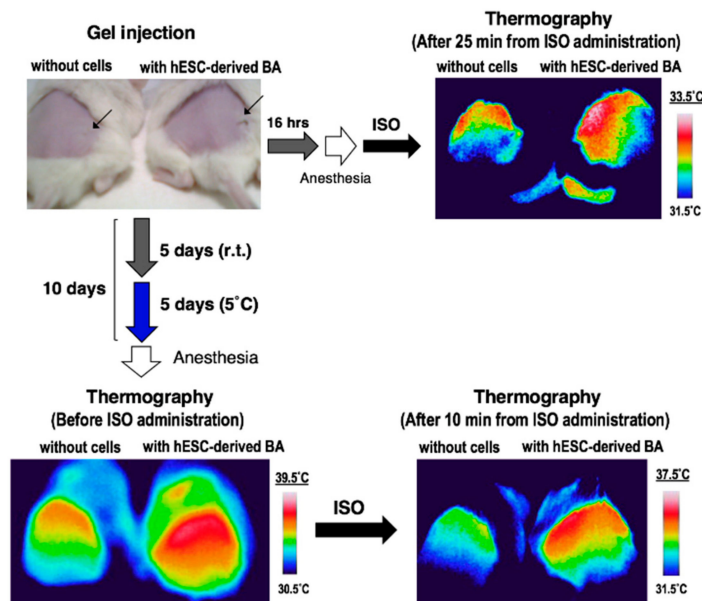 Gel injection
without cells with hESC-derived BA
16 hrs
Anesthesia
ISO
Thermography
(After 25 min from ISO administration)
without cells with hESC-derived BA
33.5˚C
31.5˚C
10 days
5 days (r.t.)
5 days (5˚C)
Anesthesia
Thermography
(Before ISO administration)
without cells with hESC-derived BA
39.5˚C
30.5˚C
ISO
Thermography
(After 10 min from ISO administration)
without cells with hESC-derived BA
37.5˚C
31.5˚C